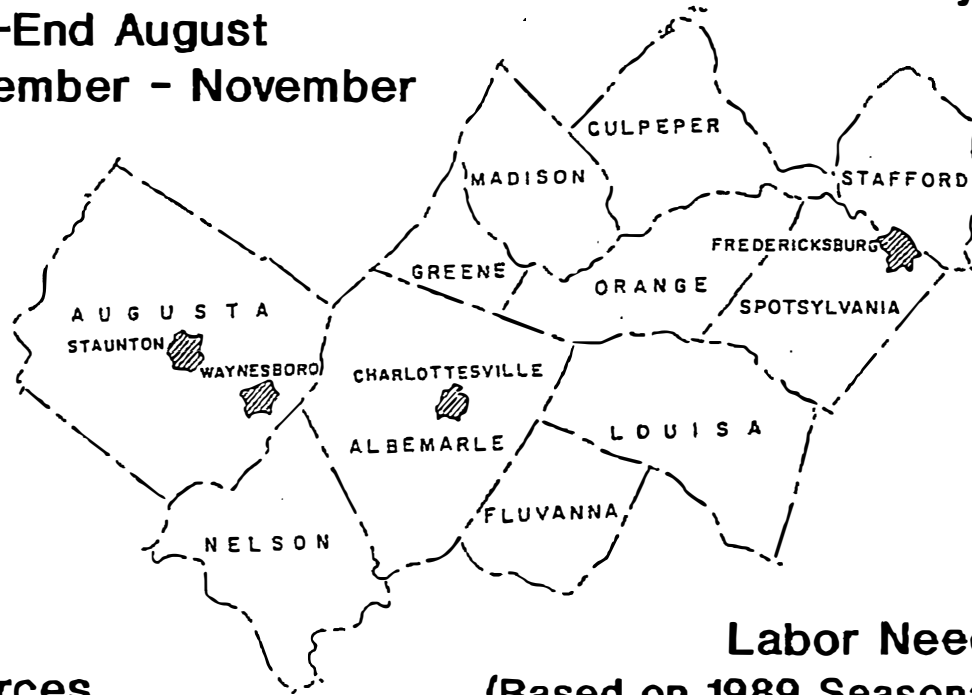 -End August
ember - November
CULPEPER
MADISON
STAFFORD
FREDERICKSBURG
GREENE
ORANGE
SPOTSYLVANIA
A U G U S T A
STAUNTON
WAYNESBORO
CHARLOTTESVILLE
ALBEMARLE
L O U I S A
FLUVANNA
N E L S O N
Labor Nee
rces
(Based on 1989 Season